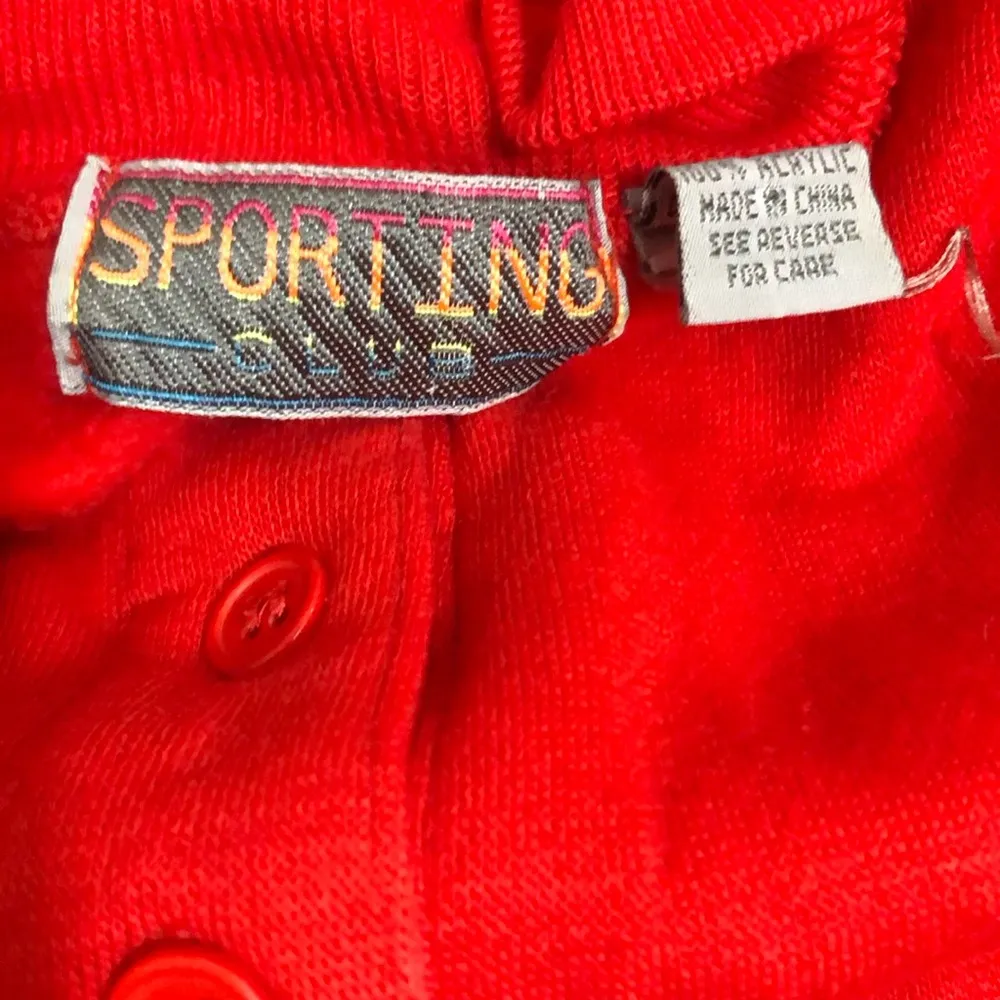 SPORTING
CLUB
100% ACRYLIC
MADE IN CHINA
SEE REVERSE
FOR CARE